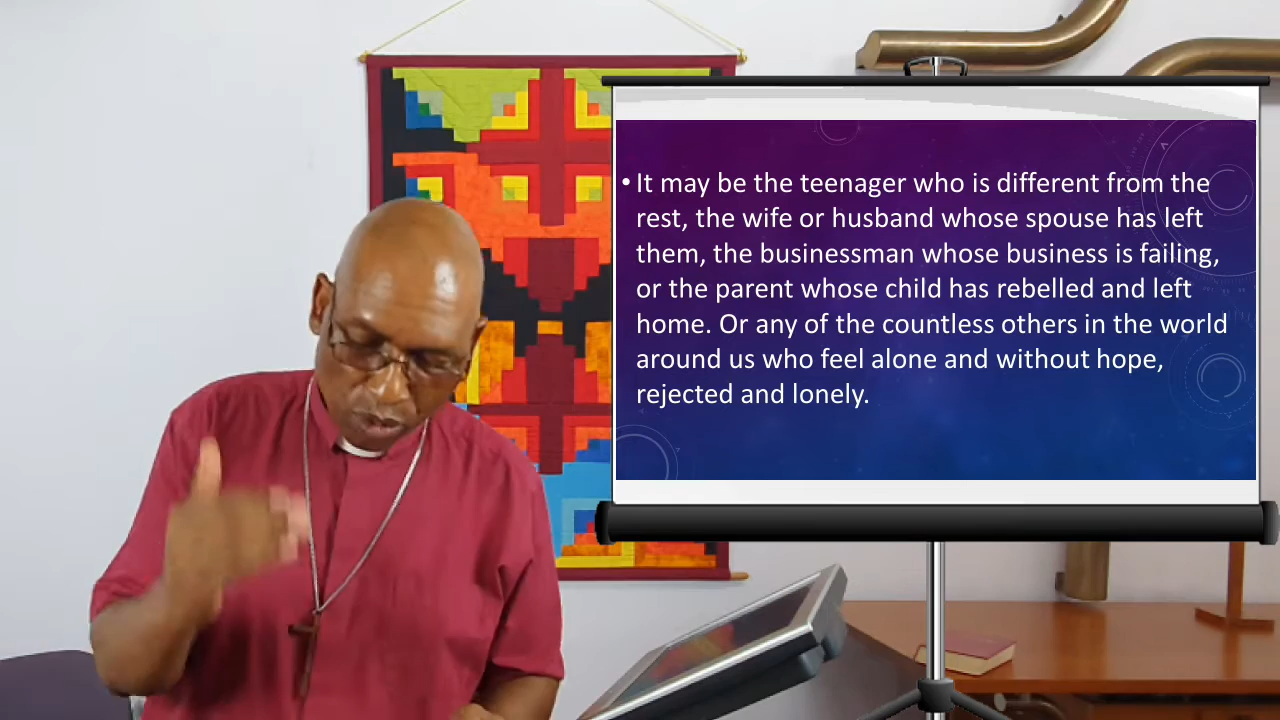 • It may be the teenager who is different from the
rest, the wife or husband whose spouse has left
them, the businessman whose business is failing,
or the parent whose child has rebelled and left
home. Or any of the countless others in the world
around us who feel alone and without hope,
rejected and lonely.